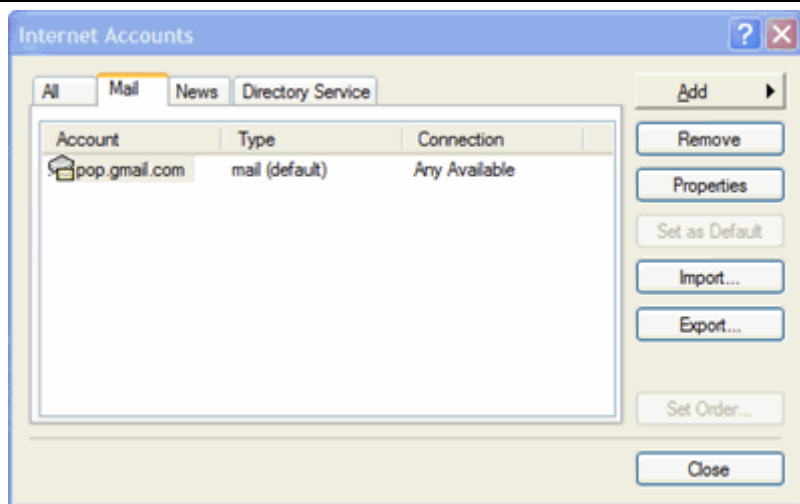 Internet Accounts
All Mail News Directory Service
Add
Account Type Connection
Remove
pop.gmail.com mail (default) Any Available
Properties
Set as Default
Import...
Export...
Set Order...
Close